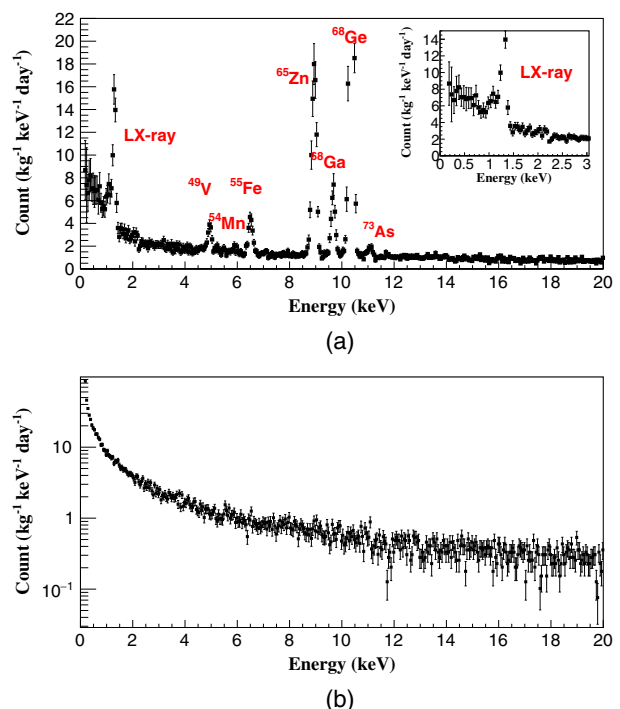 Count (kg⁻¹ keV⁻¹ day⁻¹)
22
20
18
16
14
12
10
8
6
4
2
0
⁶⁸Ge
⁶⁵Zn
LX-ray
⁶⁸Ga
⁴⁹V
⁵⁵Fe
⁵⁴Mn
⁷³As
0 2 4 6 8 10 12 14 16 18 20
Energy (keV)
Count (kg⁻¹ keV⁻¹ day⁻¹)
14
12
10
8
6
4
2
0
LX-ray
0 0.5 1 1.5 2 2.5 3
Energy (keV)
(a)
Count (kg⁻¹ keV⁻¹ day⁻¹)
10
1
10⁻¹
0 2 4 6 8 10 12 14 16 18 20
Energy (keV)
(b)